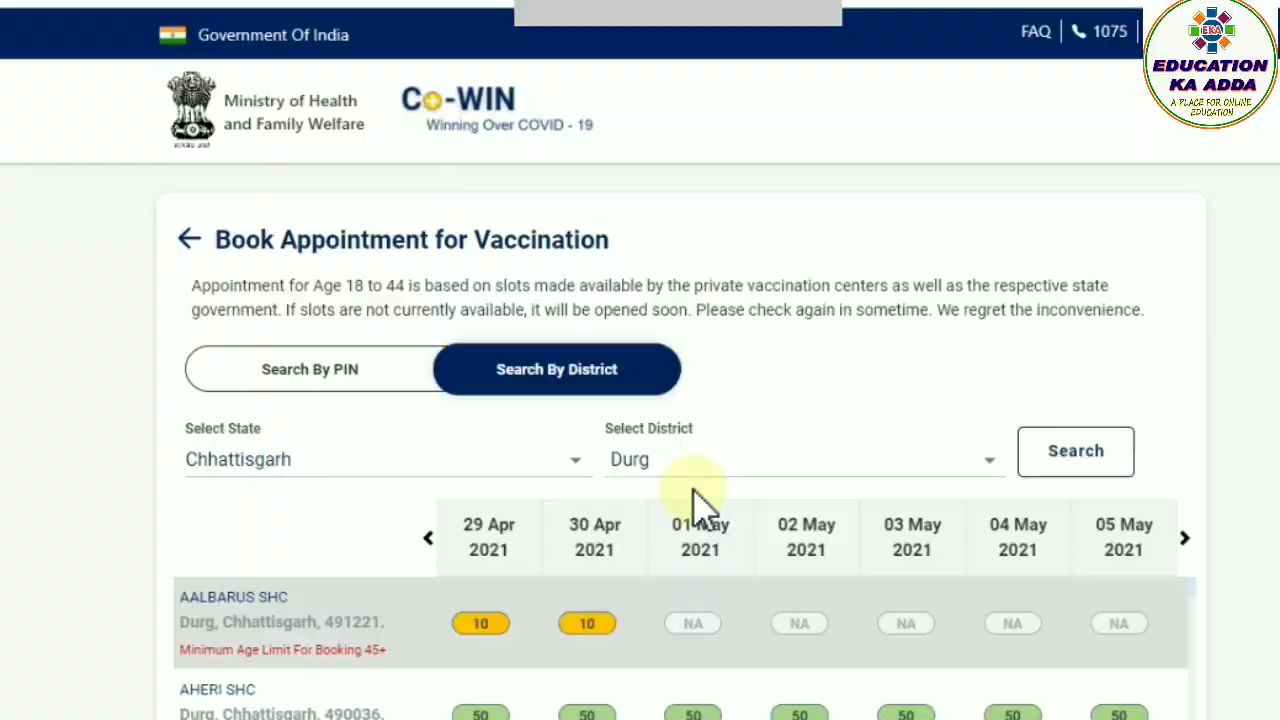 Government Of India
FAQ
1075
ERA
EDUCATION
KA ADDA
A PLACE FOR ONLINE
EDUCATION
Ministry of Health
and Family Welfare
Co-WIN
Winning Over COVID - 19
Book Appointment for Vaccination
Appointment for Age 18 to 44 is based on slots made available by the private vaccination centers as well as the respective state
government. If slots are not currently available, it will be opened soon. Please check again in sometime. We regret the inconvenience.
Search By PIN
Search By District
Select State
Select District
Chhattisgarh
Durg
Search
29 Apr 30 Apr 01 May 02 May 03 May 04 May 05 May
2021 2021 2021 2021 2021 2021 2021
AALBARUS SHC
Durg, Chhattisgarh, 491221.
10 10 NA NA NA NA NA
Minimum Age Limit For Booking 45+
AHERI SHC
Durg, Chhattisgarh, 490036.
50 50 50 50 50 50 50